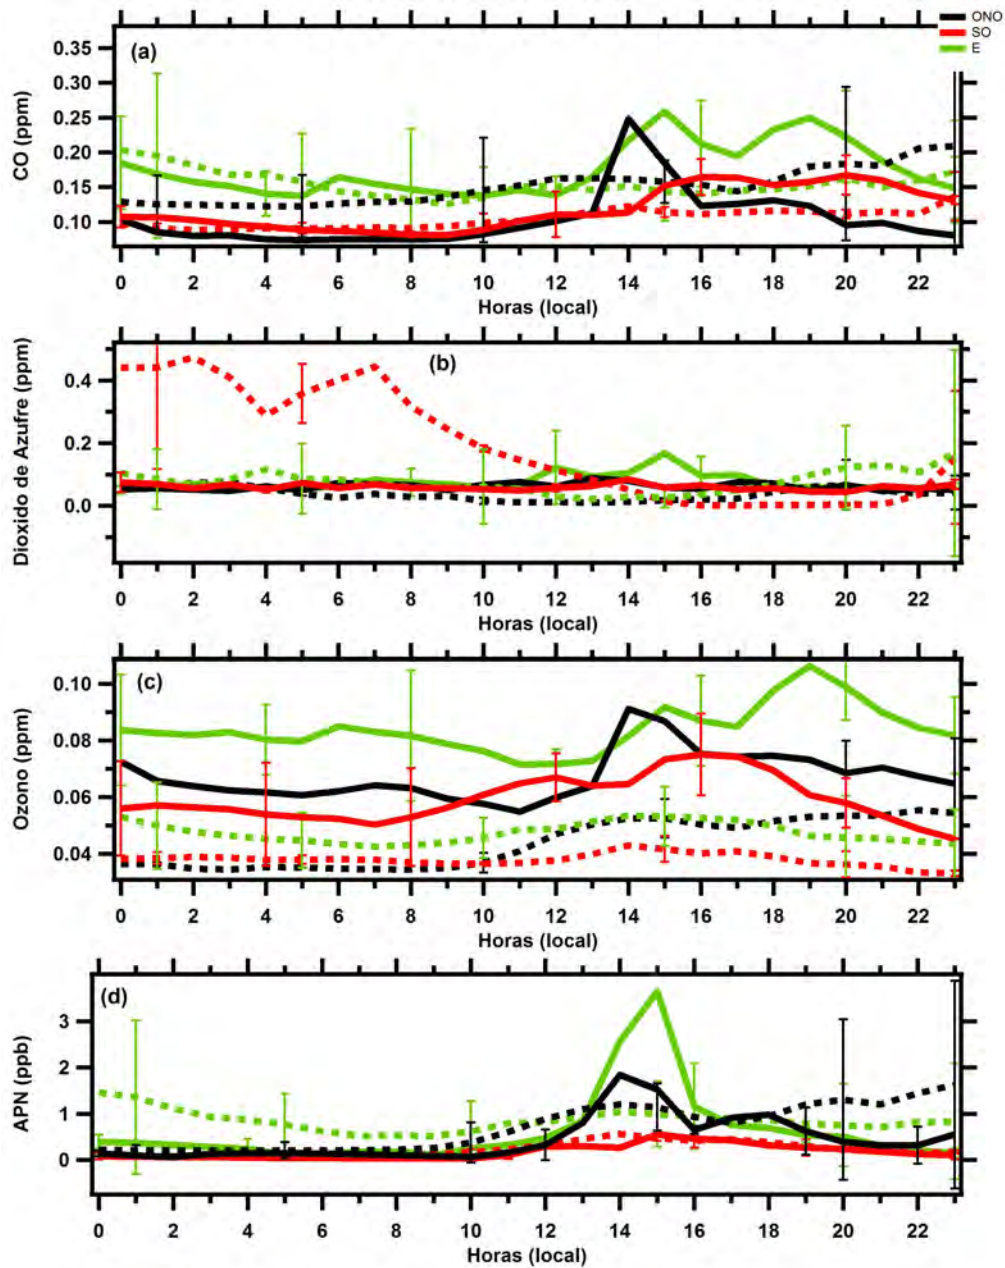 ONO
SO
E
(a)
CO (ppm)
0.35
0.30
0.25
0.20
0.15
0.10
0 2 4 6 8 10 12 14 16 18 20 22
Horas (local)
(b)
Dioxido de Azufre (ppm)
0.4
0.2
0.0
0 2 4 6 8 10 12 14 16 18 20 22
Horas (local)
(c)
Ozono (ppm)
0.10
0.08
0.06
0.04
0 2 4 6 8 10 12 14 16 18 20 22
Horas (local)
(d)
APN (ppb)
3
2
1
0
0 2 4 6 8 10 12 14 16 18 20 22
Horas (local)